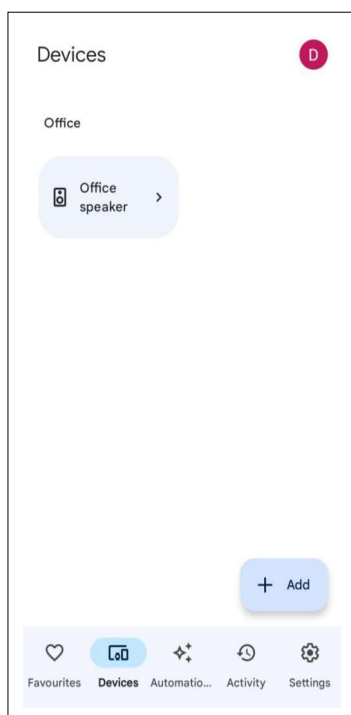 Devices
D
Office
Office
speaker
Add
Favourites
Devices
Automatio...
Activity
Settings